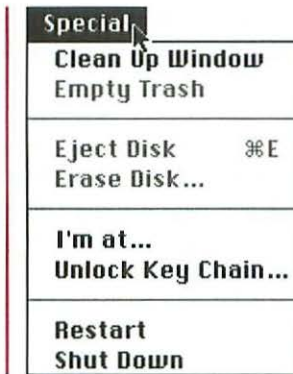 Special
Clean Up Window
Empty Trash
Eject Disk ⌘E
Erase Disk...
I'm at...
Unlock Key Chain...
Restart
Shut Down